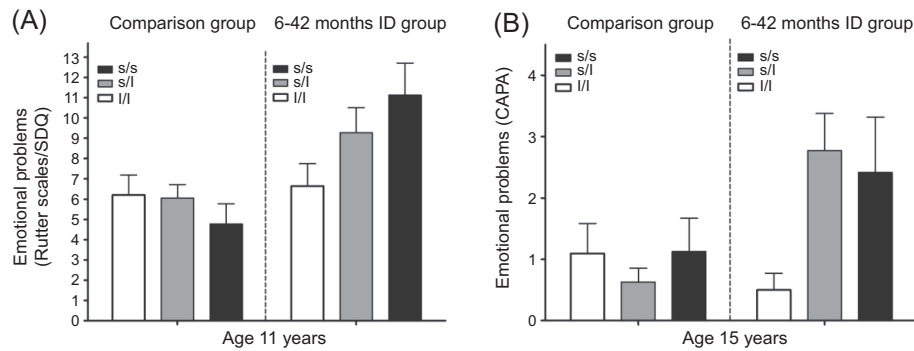 (A)
Comparison group
6-42 months ID group
Emotional problems
(Rutter scales/SDQ)
13
12
11
10
9
8
7
6
5
4
3
2
1
0
s/s
s/l
l/l
s/s
s/l
l/l
Age 11 years
(B)
Comparison group
6-42 month ID group
Emotional problems (CAPA)
4
3
2
1
0
s/s
s/l
l/l
s/s
s/l
l/l
Age 15 years